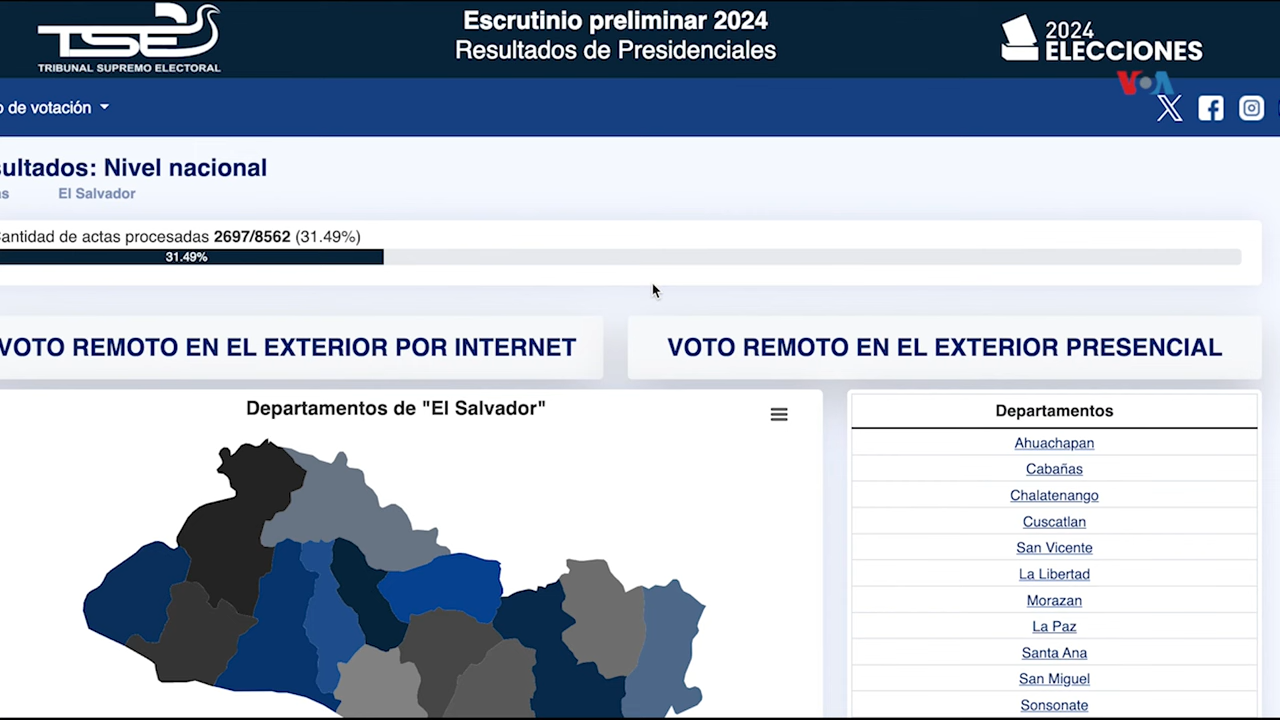 TSE
TRIBUNAL SUPREMO ELECTORAL
Escrutinio preliminar 2024
Resultados de Presidenciales
2024
ELECCIONES
VOA
o de votación
sultados: Nivel nacional
as
El Salvador
Cantidad de actas procesadas 2697/8562 (31.49%)
31.49%
VOTO REMOTO EN EL EXTERIOR POR INTERNET
VOTO REMOTO EN EL EXTERIOR PRESENCIAL
Departamentos de "El Salvador"
Departamentos
Ahuachapan
Cabañas
Chalatenango
Cuscatlan
San Vicente
La Libertad
Morazan
La Paz
Santa Ana
San Miguel
Sonsonate